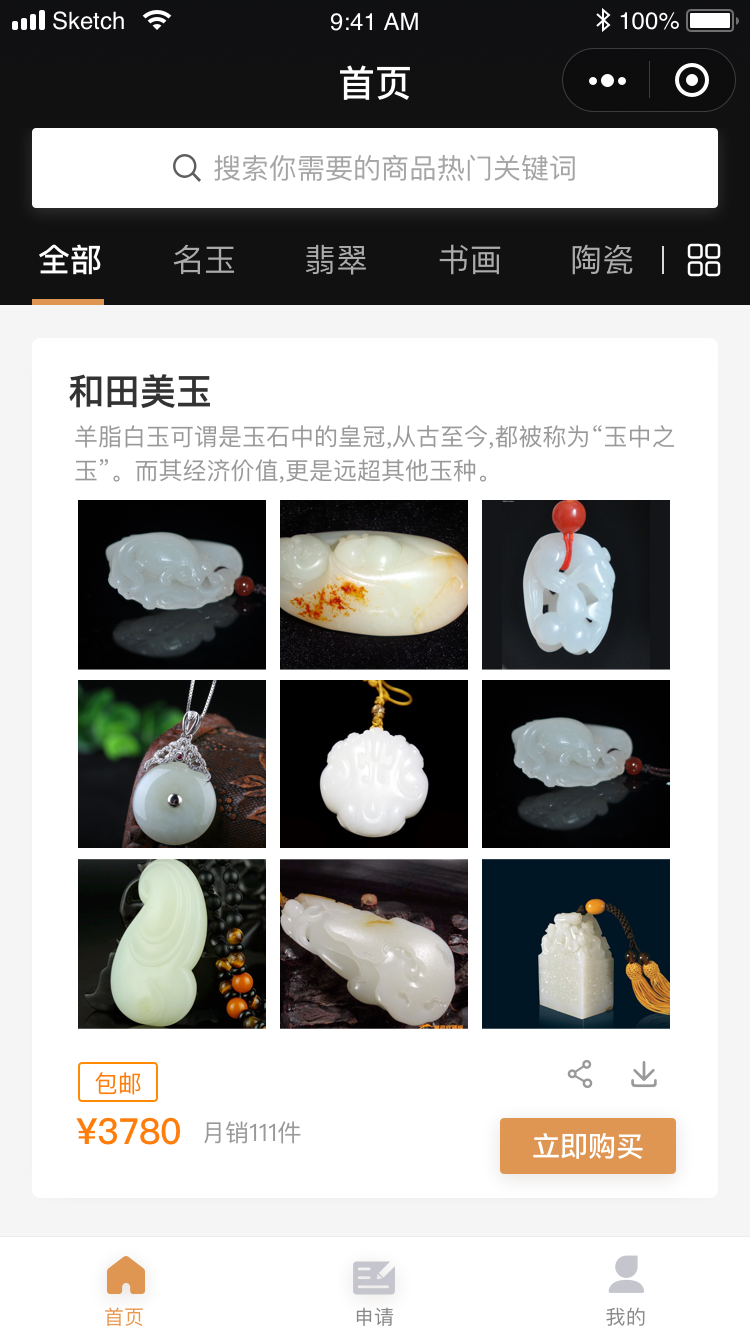 Sketch 9:41 AM 100%
首页
搜索你需要的商品热门关键词
全部 名玉 翡翠 书画 陶瓷
和田美玉
羊脂白玉可谓是玉石中的皇冠,从古至今,都被称为“玉中之
玉”。而其经济价值,更是远超其他玉种。
包邮
¥3780 月销111件
立即购买
首页 申请 我的